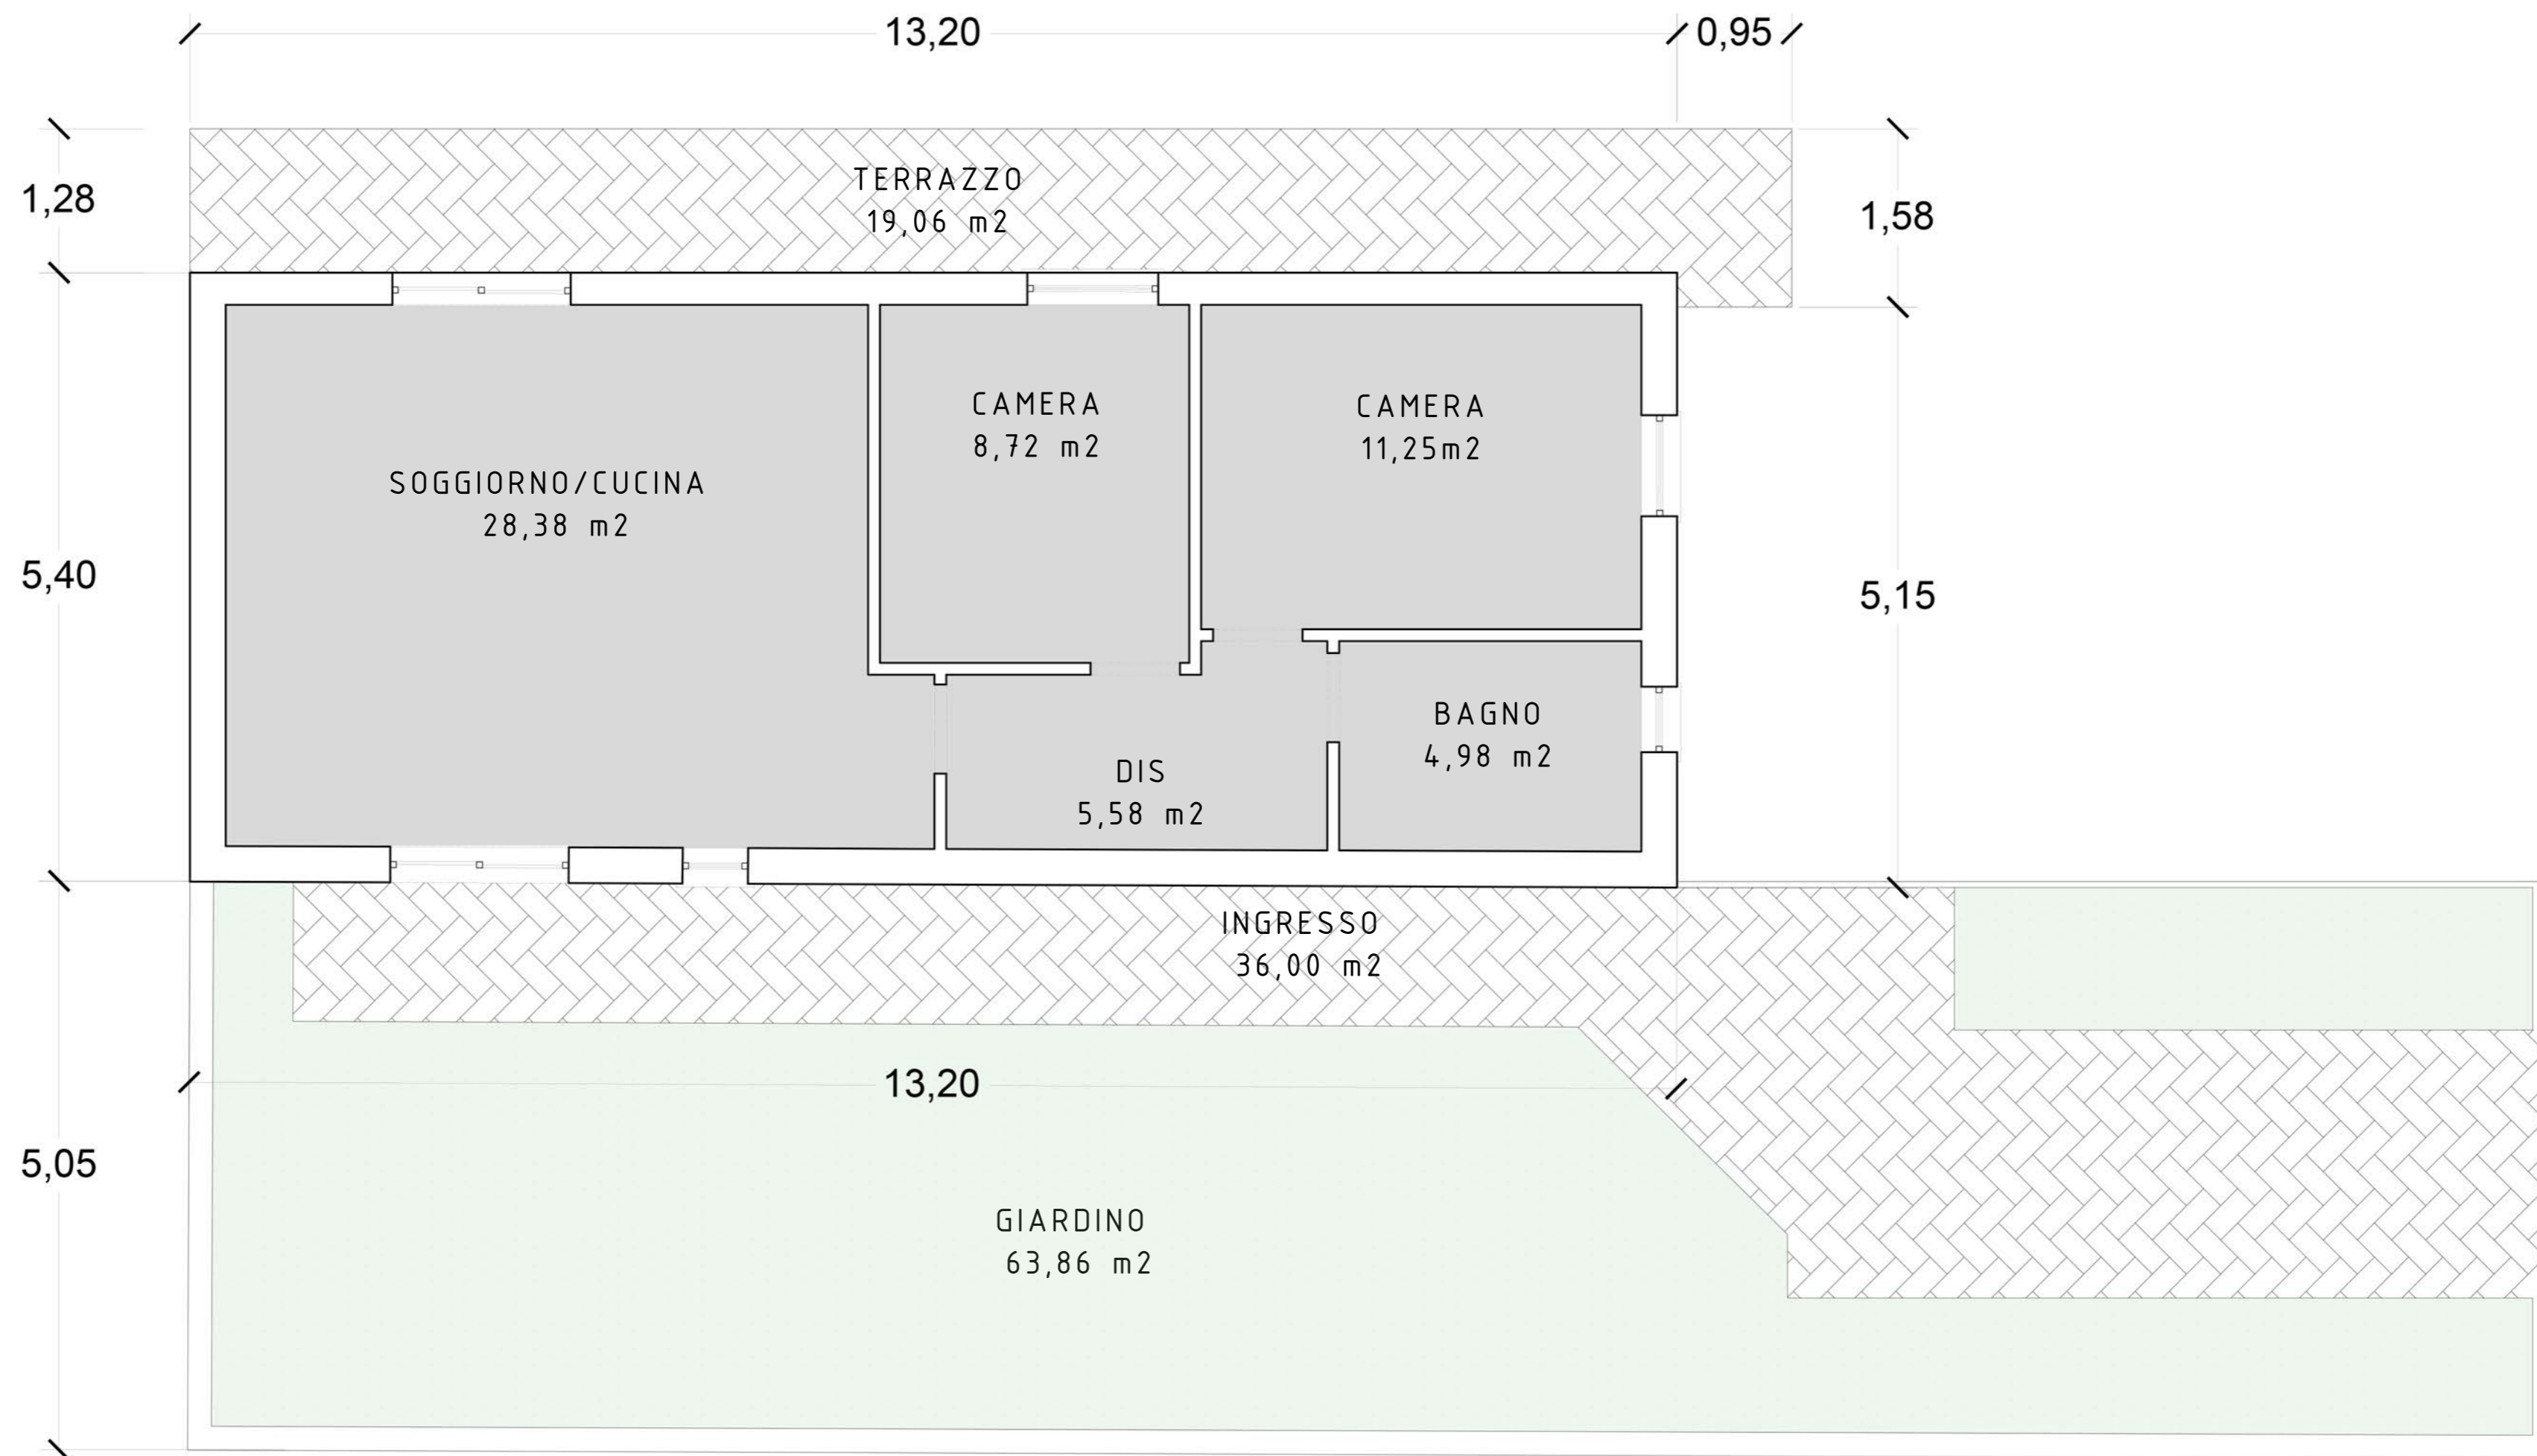 13,20
0,95
1,28
TERRAZZO
19,06 m2
1,58
CAMERA
8,72 m2
CAMERA
11,25m2
SOGGIORNO/CUCINA
28,38 m2
5,40
5,15
BAGNO
4,98 m2
DIS
5,58 m2
INGRESSO
36,00 m2
13,20
5,05
GIARDINO
63,86 m2